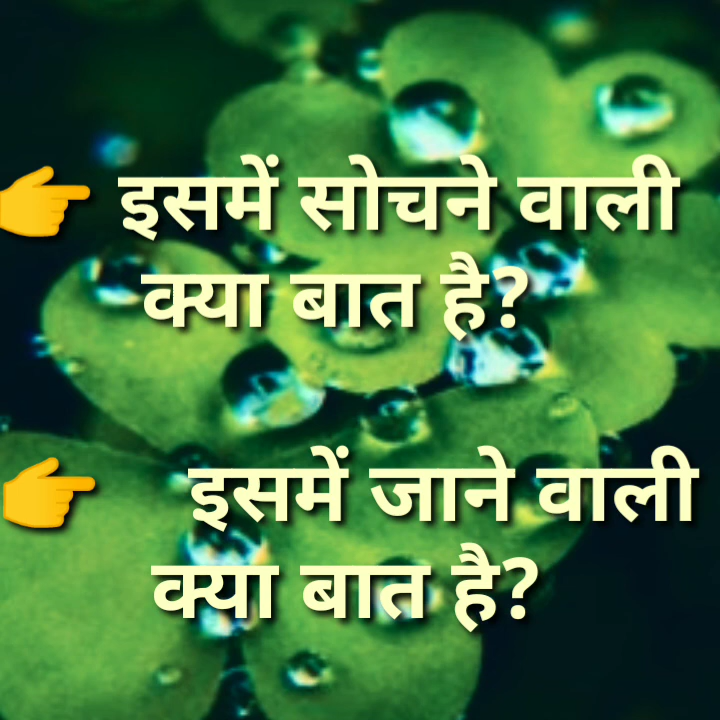 👉 इसमें सोचने वाली
क्या बात है?
👉 इसमें जाने वाली
क्या बात है?